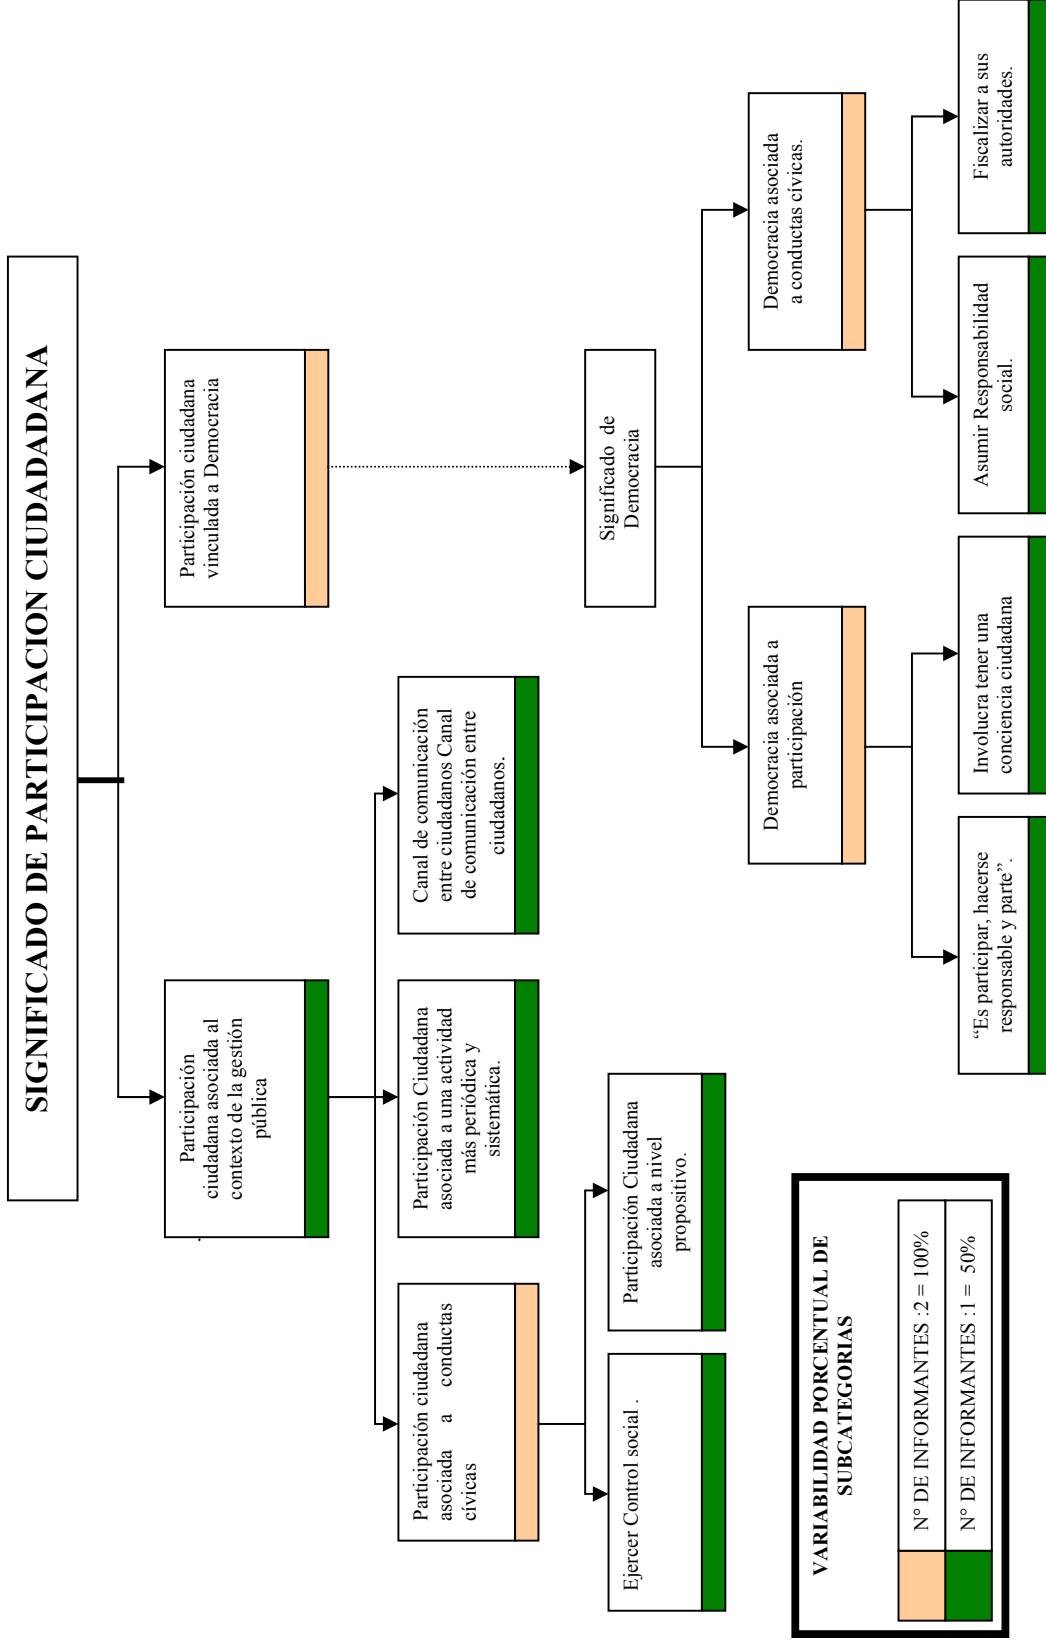 SIGNIFICADO DE PARTICIPACION CIUDADADANA
Participación
ciudadana asociada al
contexto de la gestión
pública
.
Participación ciudadana
vinculada a Democracia
Participación ciudadana
asociada a conductas
cívicas
Participación Ciudadana
asociada a una actividad
más periódica y
sistemática.
Canal de comunicación
entre ciudadanos Canal
de comunicación entre
ciudadanos.
Ejercer Control social .
Participación Ciudadana
asociada a nivel
propositivo.
Significado de
Democracia
Democracia asociada a
participación
Democracia asociada
a conductas cívicas.
“Es participar, hacerse
responsable y parte”.
Involucra tener una
conciencia ciudadana
Asumir Responsabilidad
social.
Fiscalizar a sus
autoridades.
VARIABILIDAD PORCENTUAL DE
SUBCATEGORIAS
N° DE INFORMANTES :2 = 100%
N° DE INFORMANTES :1 = 50%